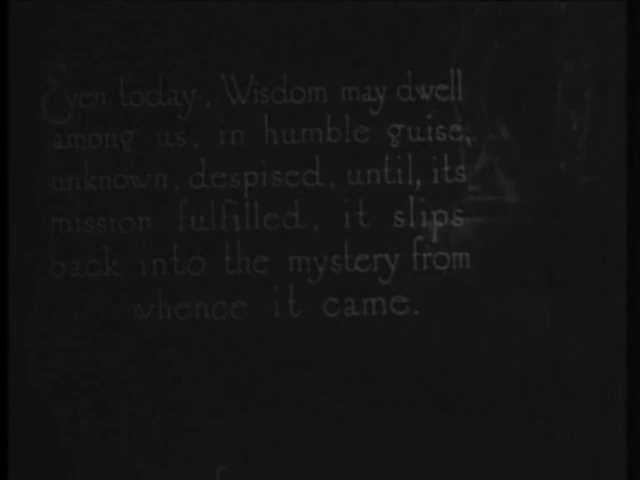 Even today, Wisdom may dwell
among us, in humble guise,
unknown, despised, until, its
mission fulfilled, it slips
back into the mystery from
whence it came.